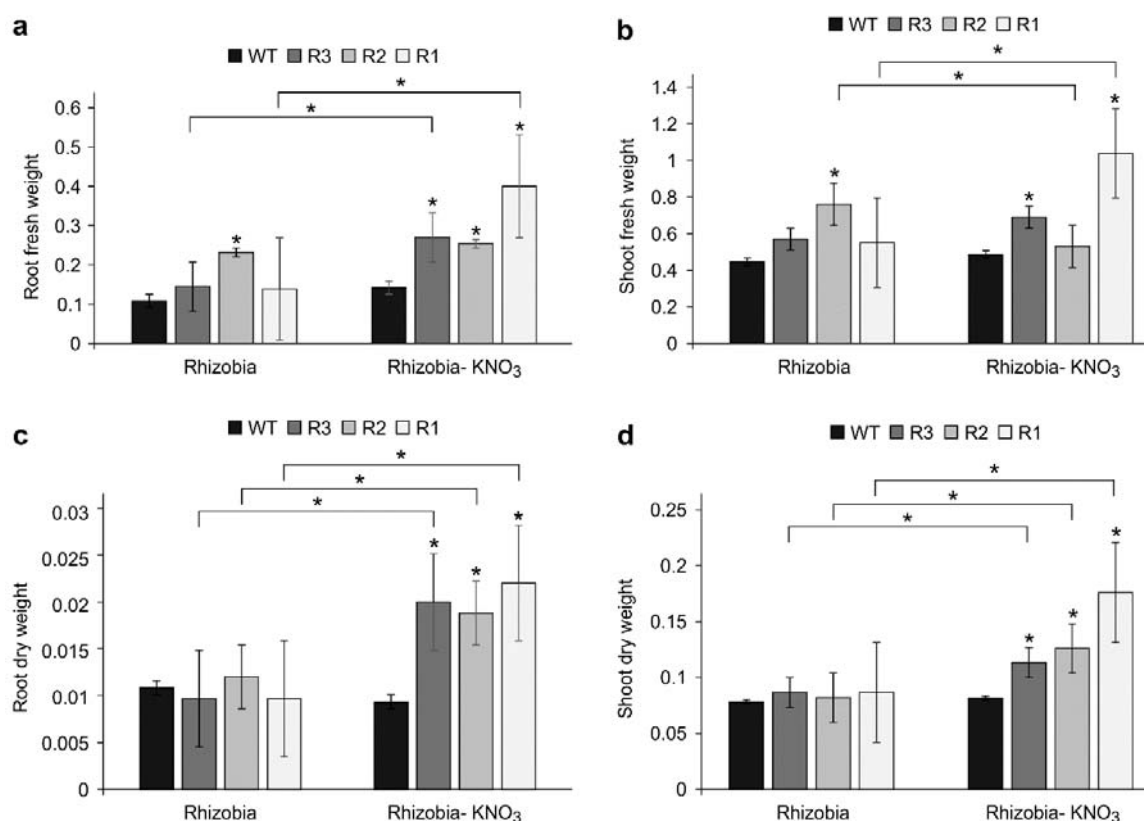 a
WT R3 R2 R1
*
*
0.6
0.5
0.4
0.3
0.2
0.1
0
Root fresh weight
*
*
*
*
Rhizobia
Rhizobia- KNO₃
b
WT R3 R2 R1
*
*
1.4
1.2
1
0.8
0.6
0.4
0.2
0
Shoot fresh weight
*
*
*
Rhizobia
Rhizobia- KNO₃
c
WT R3 R2 R1
*
*
*
0.03
0.025
0.02
0.015
0.01
0.005
0
Root dry weight
*
*
*
Rhizobia
Rhizobia- KNO₃
d
WT R3 R2 R1
*
*
*
0.25
0.2
0.15
0.1
0.05
0
Shoot dry weight
*
*
*
Rhizobia
Rhizobia- KNO₃